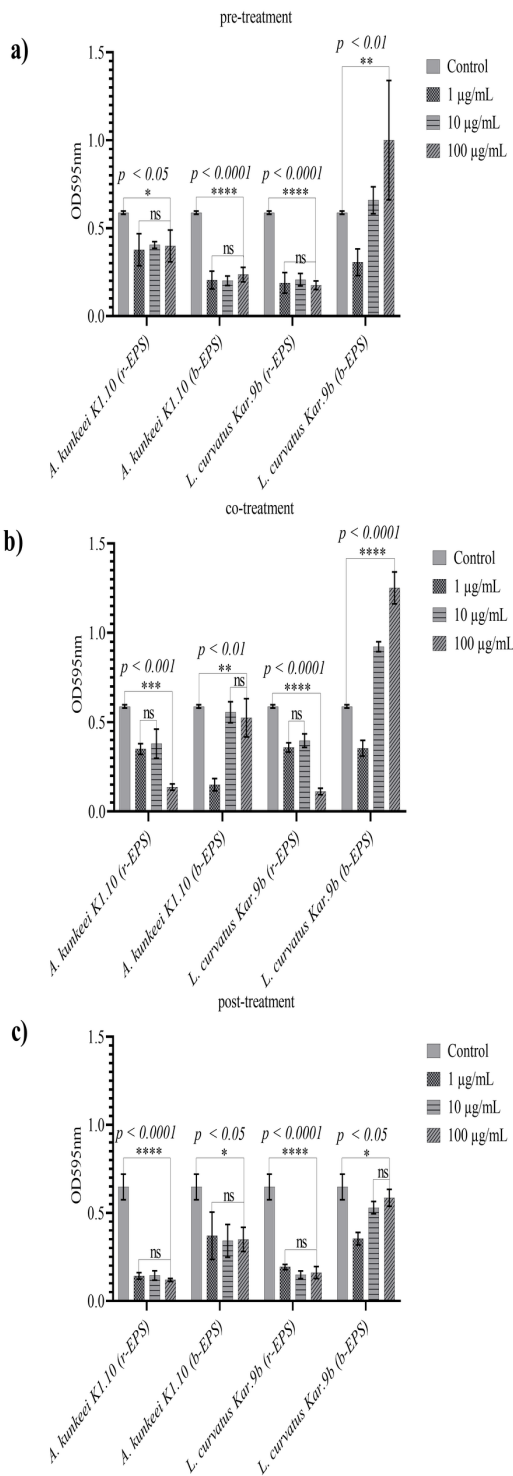 pre-treatment
a)
1.5
1.0
0.5
0.0
OD595nm
Control
1 µg/mL
10 µg/mL
100 µg/mL
p < 0.05
*
ns
p < 0.0001
****
ns
p < 0.0001
****
ns
p < 0.01
**
A. kunkeei K1.10 (r-EPS)
A. kunkeei K1.10 (b-EPS)
L. curvatus Kar.9b (r-EPS)
L. curvatus Kar.9b (b-EPS)
co-treatment
b)
1.5
1.0
0.5
0.0
OD595nm
Control
1 µg/mL
10 µg/mL
100 µg/mL
p < 0.001
***
ns
p < 0.01
**
ns
p < 0.0001
****
ns
p < 0.0001
****
A. kunkeei K1.10 (r-EPS)
A. kunkeei K1.10 (b-EPS)
L. curvatus Kar.9b (r-EPS)
L. curvatus Kar.9b (b-EPS)
post-treatment
c)
1.5
1.0
0.5
0.0
OD595nm
Control
1 µg/mL
10 µg/mL
100 µg/mL
p < 0.0001
****
ns
p < 0.05
*
ns
p < 0.0001
****
ns
p < 0.05
*
ns
A. kunkeei K1.10 (r-EPS)
A. kunkeei K1.10 (b-EPS)
L. curvatus Kar.9b (r-EPS)
L. curvatus Kar.9b (b-EPS)